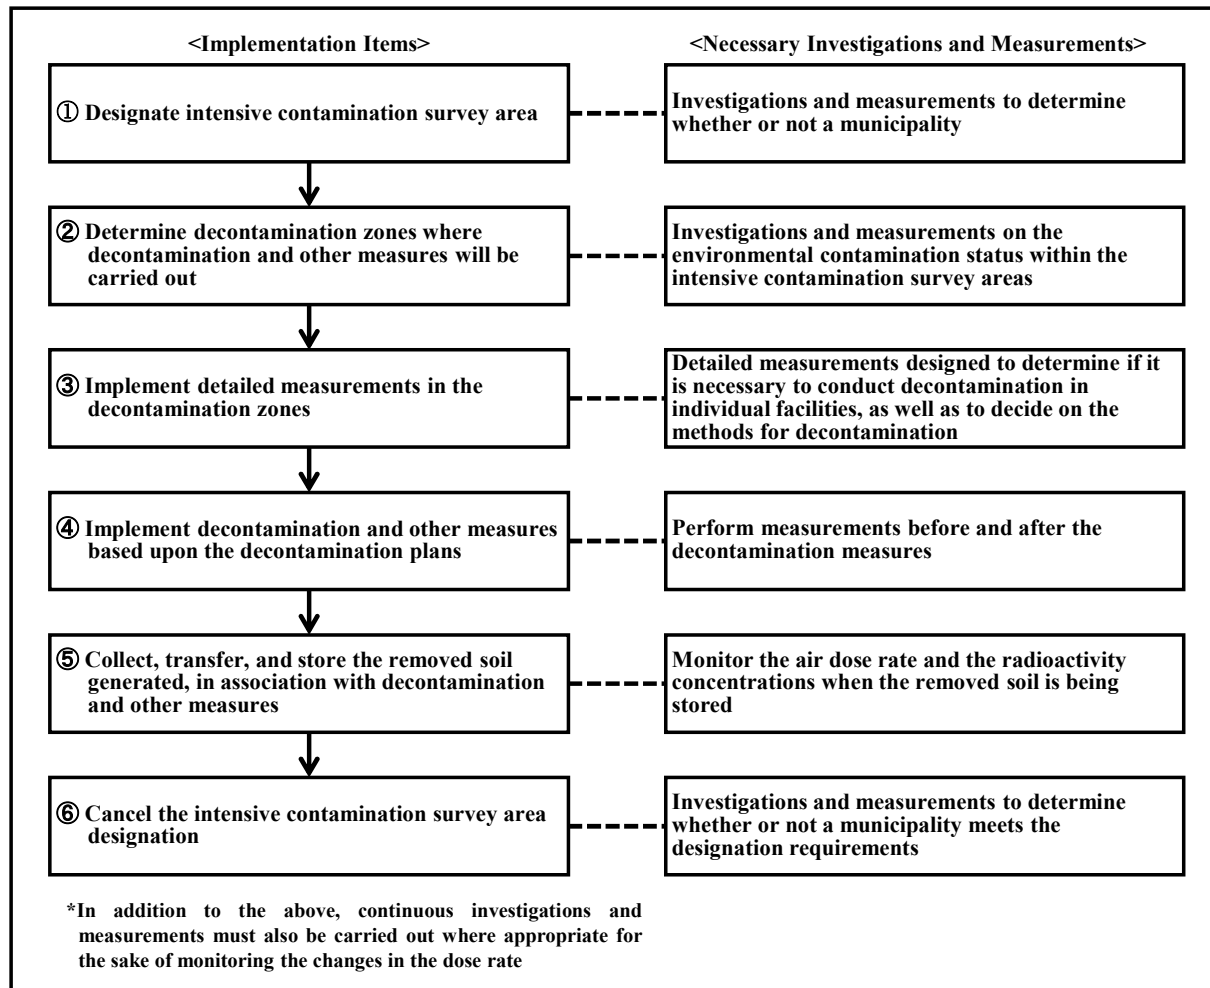 <Implementation Items>
<Necessary Investigations and Measurements>
① Designate intensive contamination survey area
Investigations and measurements to determine
whether or not a municipality
② Determine decontamination zones where
decontamination and other measures will be
carried out
Investigations and measurements on the
environmental contamination status within the
intensive contamination survey areas
③ Implement detailed measurements in the
decontamination zones
Detailed measurements designed to determine if it
is necessary to conduct decontamination in
individual facilities, as well as to decide on the
methods for decontamination
④ Implement decontamination and other measures
based upon the decontamination plans
Perform measurements before and after the
decontamination measures
⑤ Collect, transfer, and store the removed soil
generated, in association with decontamination
and other measures
Monitor the air dose rate and the radioactivity
concentrations when the removed soil is being
stored
⑥ Cancel the intensive contamination survey area
designation
Investigations and measurements to determine
whether or not a municipality meets the
designation requirements
*In addition to the above, continuous investigations and
measurements must also be carried out where appropriate for
the sake of monitoring the changes in the dose rate